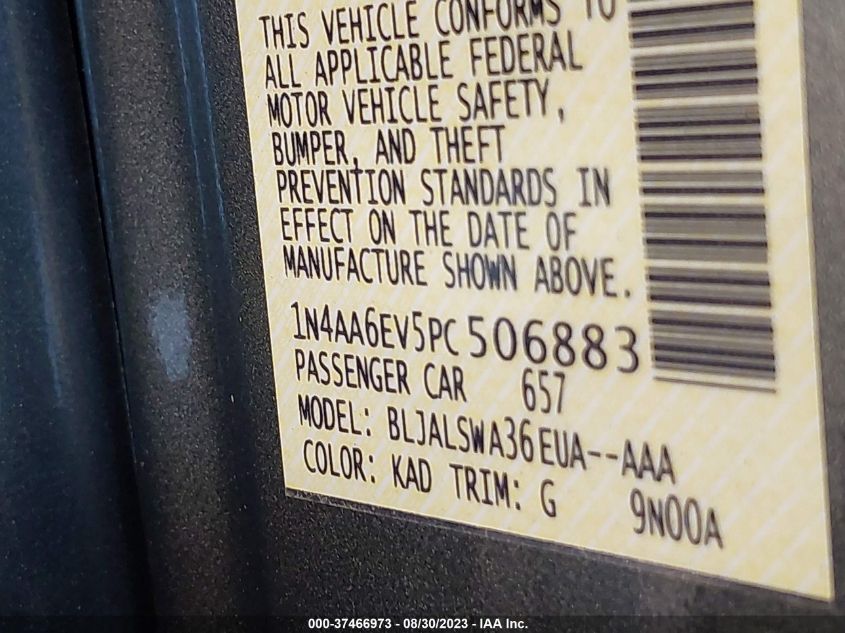 THIS VEHICLE CONFORMS TO
ALL APPLICABLE FEDERAL
MOTOR VEHICLE SAFETY,
BUMPER, AND THEFT
PREVENTION STANDARDS IN
EFFECT ON THE DATE OF
MANUFACTURE SHOWN ABOVE.
1N4AA6EV5PC506883
PASSENGER CAR 657
MODEL: BLJALSWA36EUA--AAA
COLOR: KAD TRIM: G 9N00A
000-37466973 - 08/30/2023 - IAA Inc.